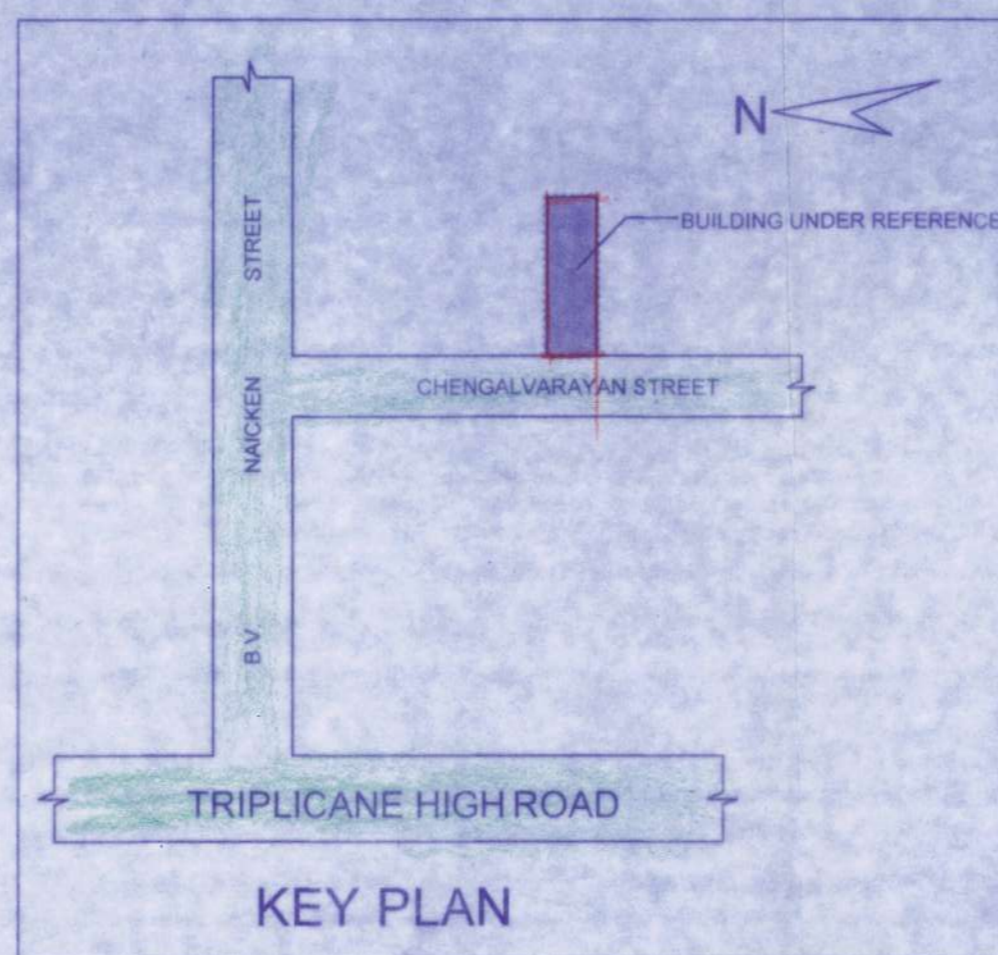 N
BUILDING UNDER REFERENCE
B.V NAICKEN STREET
CHENGALVARAYAN STREET
TRIPLICANE HIGH ROAD
KEY PLAN